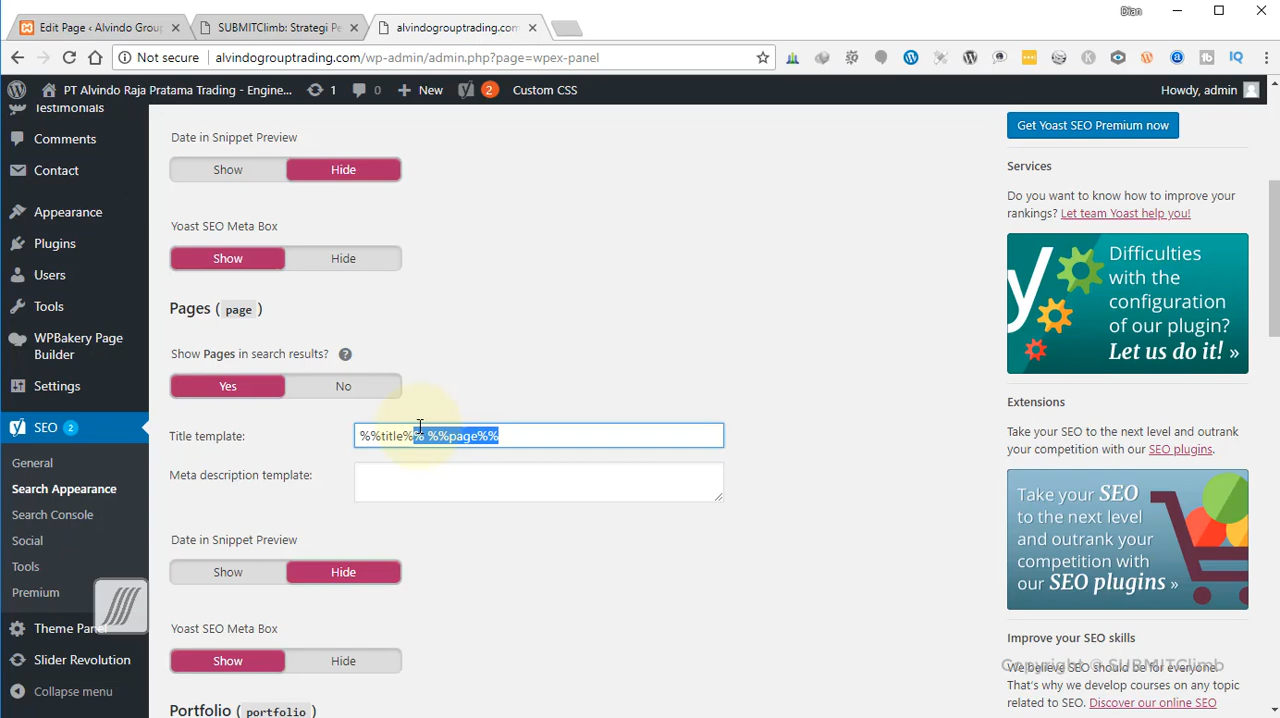 Dian
Edit Page ‹ Alvindo Grou
SUBMITClimb: Strategi Pe
alvindogrouptrading.com
Not secure
alvindogrouptrading.com/wp-admin/admin.php?page=wpex-panel
PT Alvindo Raja Pratama Trading - Engine...
1
0
New
2
Custom CSS
Howdy, admin
Testimonials
Comments
Contact
Appearance
Plugins
Users
Tools
WPBakery Page
Builder
Settings
SEO 2
General
Search Appearance
Search Console
Social
Tools
Premium
Theme Panel
Slider Revolution
Collapse menu
Date in Snippet Preview
Show
Hide
Yoast SEO Meta Box
Show
Hide
Pages ( page )
Show Pages in search results? ?
Yes
No
Title template:
%%title%% %%page%%
Meta description template:
Date in Snippet Preview
Show
Hide
Yoast SEO Meta Box
Show
Hide
Portfolio ( portfolio )
Get Yoast SEO Premium now
Services
Do you want to know how to improve your
rankings? Let team Yoast help you!
Difficulties
with the
configuration
of our plugin?
Let us do it! »
Extensions
Take your SEO to the next level and outrank your
competition with our SEO plugins.
Take your SEO
to the next level
and outrank your
competition with
our SEO plugins »
Improve your SEO skills
Copyright © SUBMITClimb
We believe SEO should be for everyone.
That's why we develop courses on any topic
related to SEO. Discover our online SEO